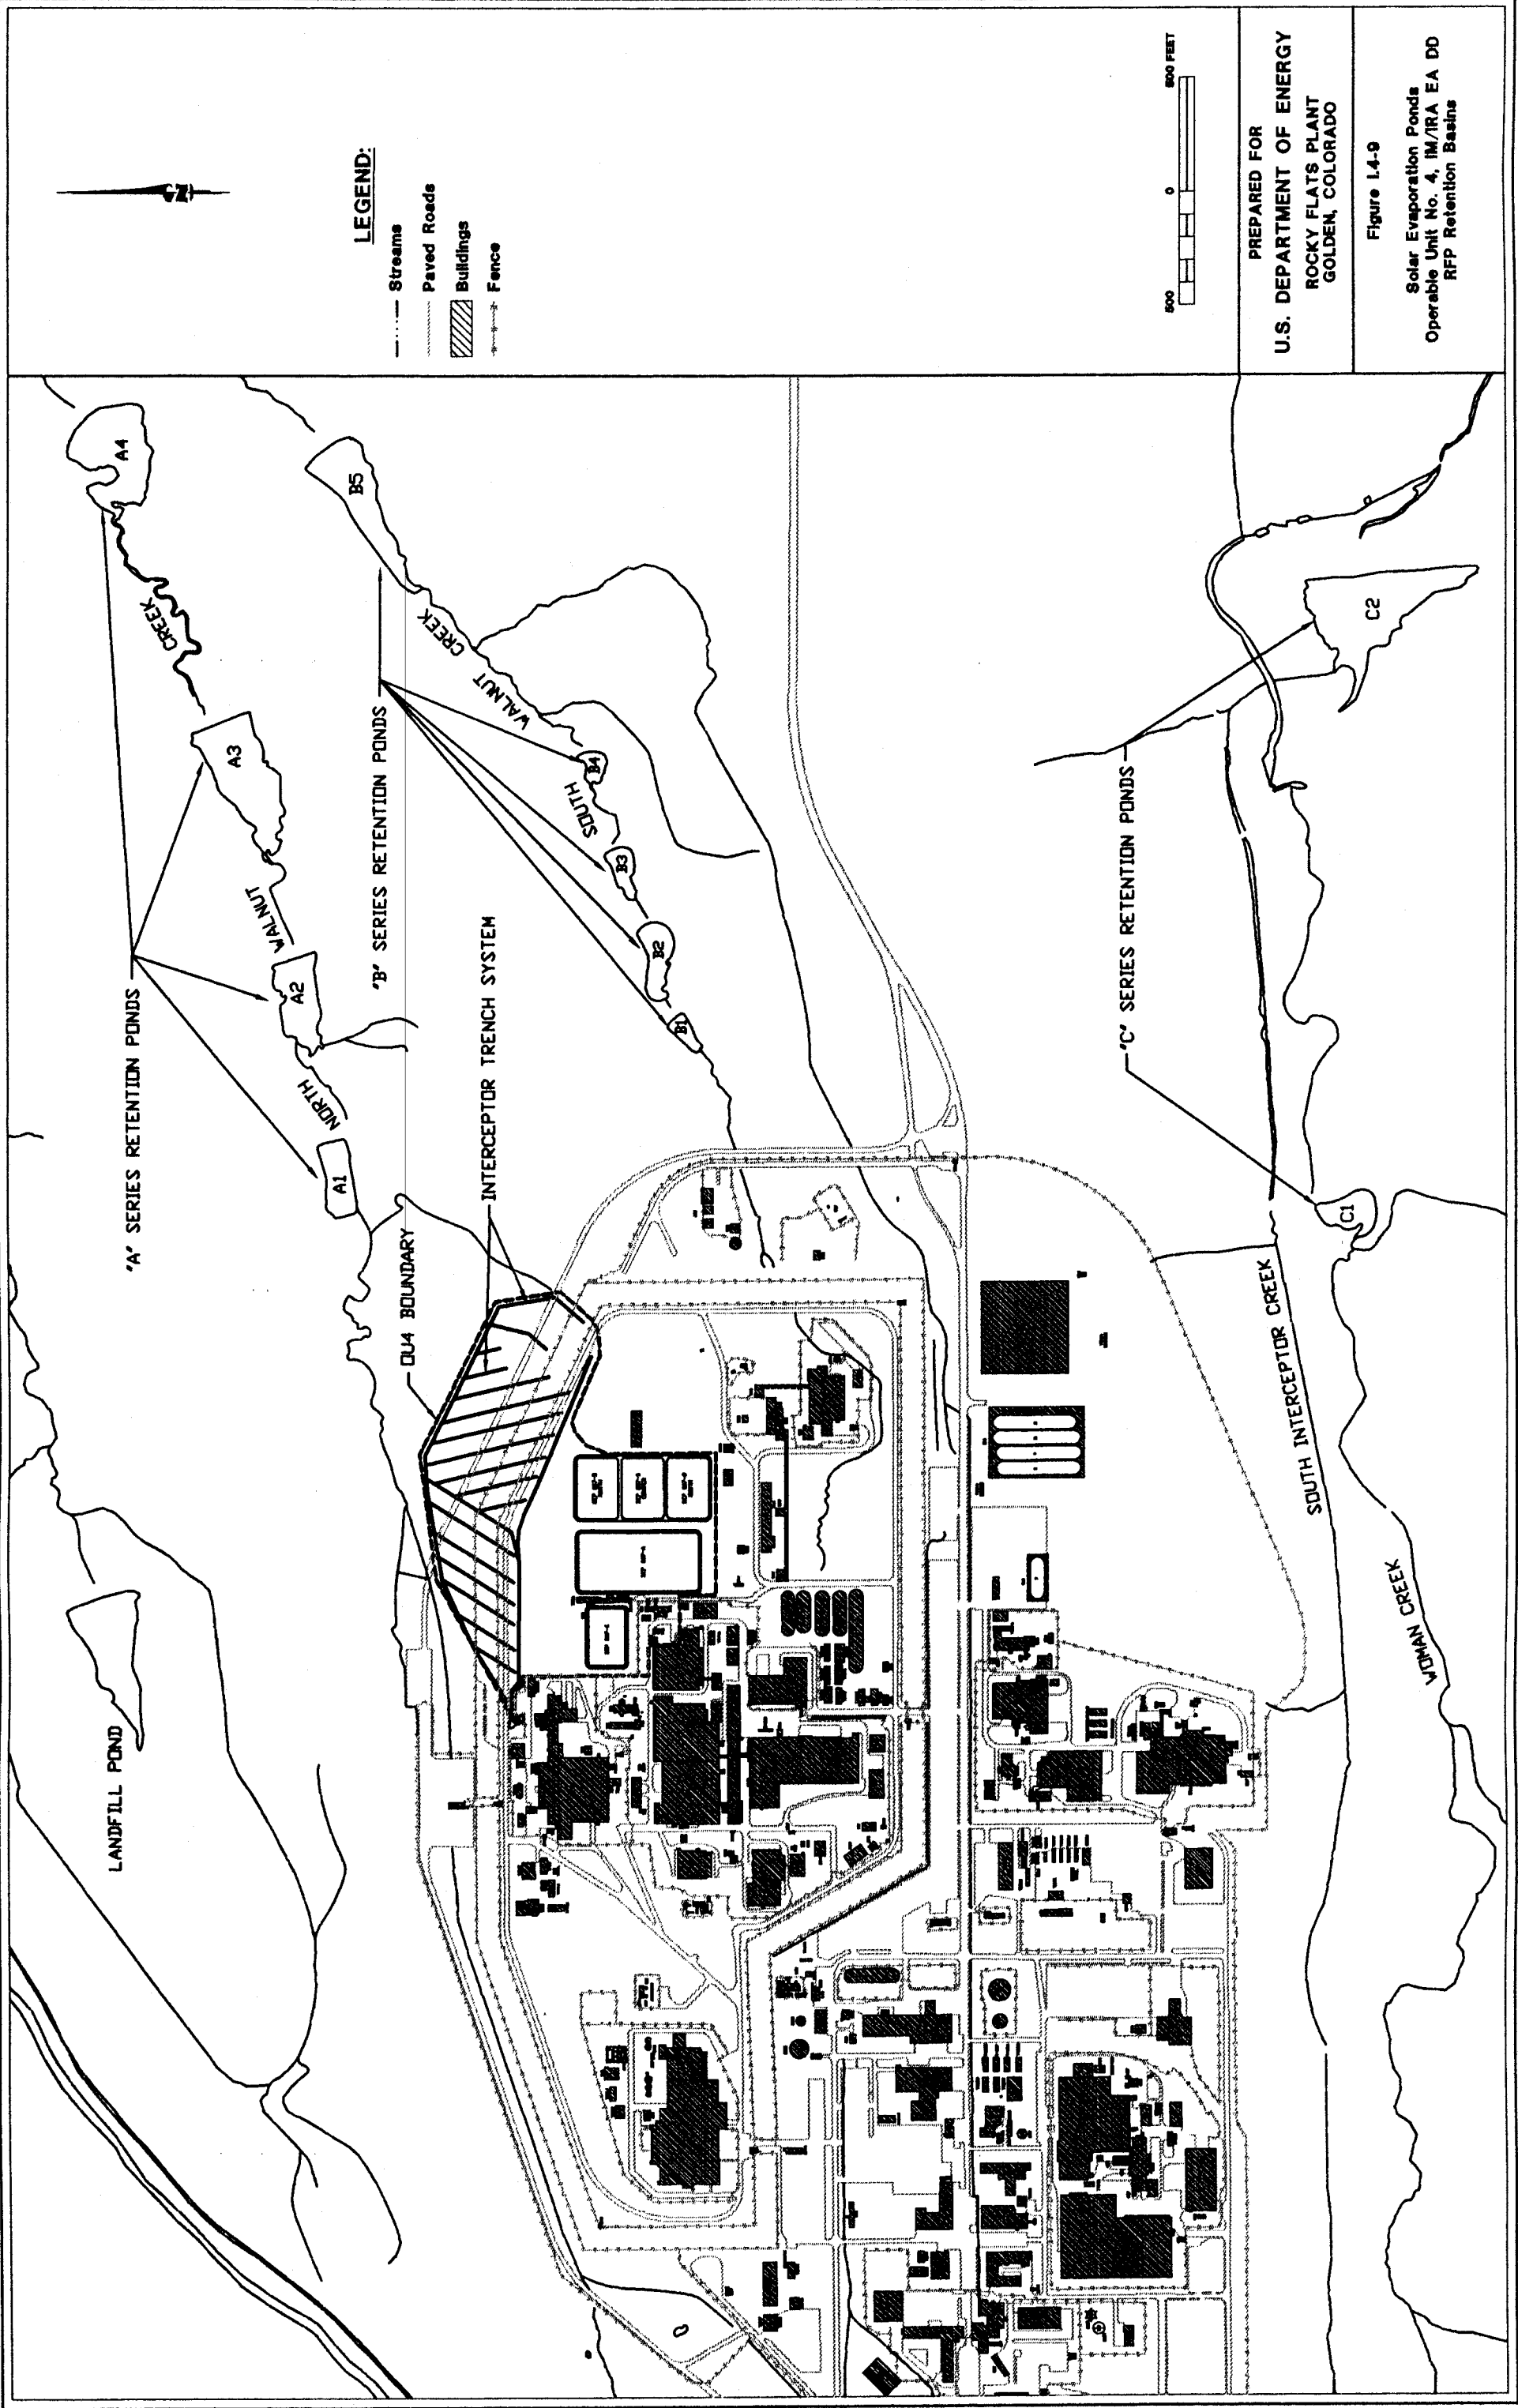 "A" SERIES RETENTION PONDS
"B" SERIES RETENTION PONDS
INTERCEPTOR TRENCH SYSTEM
OU4 BOUNDARY
LANDFILL POND
NORTH
WALNUT
CREEK
A1
A2
A3
A4
SOUTH
WALNUT
CREEK
B1
B2
B3
B4
B5
"C" SERIES RETENTION PONDS
C1
C2
SOUTH INTERCEPTOR CREEK
WOMAN CREEK
N
LEGEND:
Streams
Paved Roads
Buildings
Fence
500 0 500 FEET
PREPARED FOR
U.S. DEPARTMENT OF ENERGY
ROCKY FLATS PLANT
GOLDEN, COLORADO
Figure I.4-9
Solar Evaporation Ponds
Operable Unit No. 4, IM/IRA EA DD
RFP Retention Basins